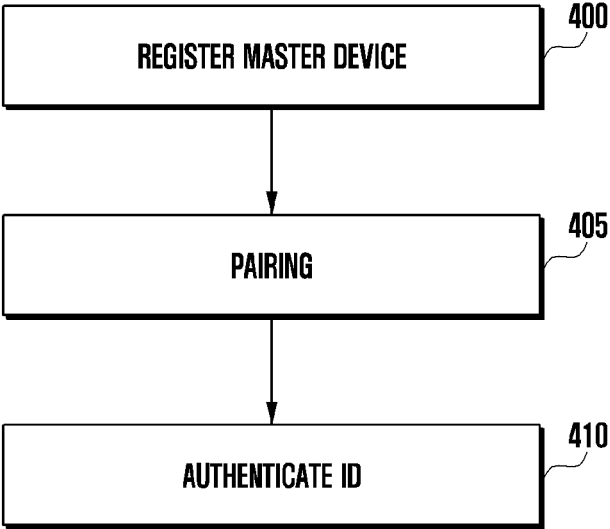 400
REGISTER MASTER DEVICE
405
PAIRING
410
AUTHENTICATE ID